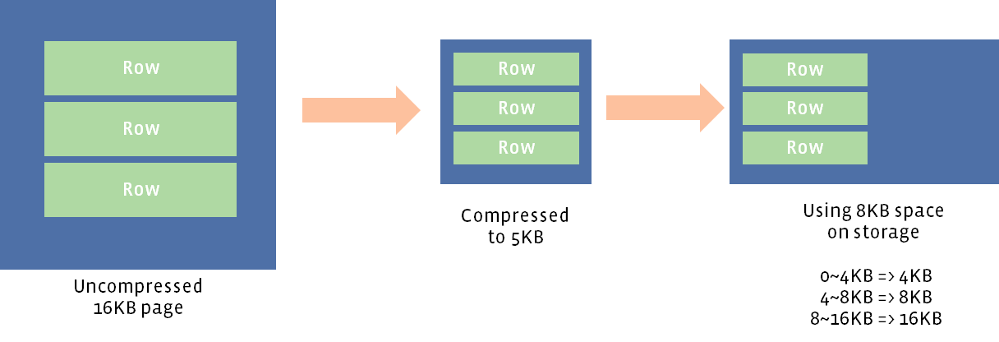 Row
Row
Row
Uncompressed
16KB page
Row
Row
Row
Compressed
to 5KB
Row
Row
Row
Using 8KB space
on storage
0~4KB => 4KB
4~8KB => 8KB
8~16KB => 16KB